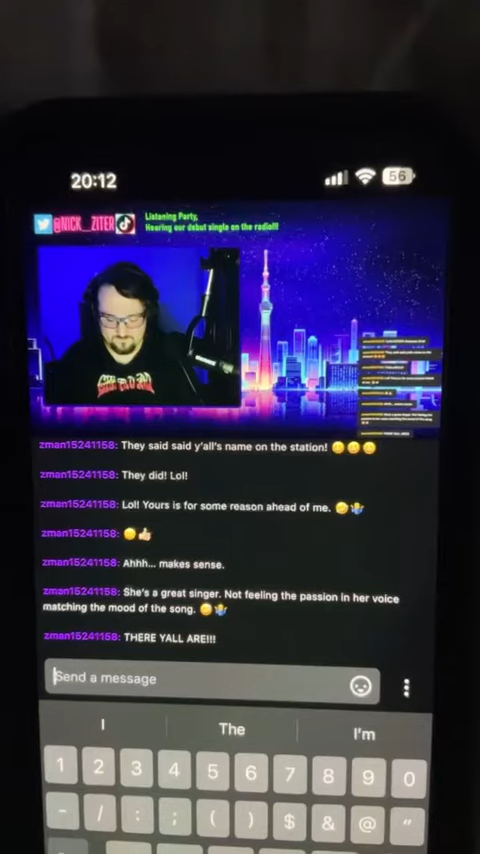 20:12
56
@NICK_ZITER
Listening Party,
Hearing our debut single on the radio!!!
zman15241158: They said said y'all's name on the station! 😀😀😀
zman15241158: They did! Lol!
zman15241158: Lol! Yours is for some reason ahead of me. 🤣🤷‍♂️
zman15241158: 😀👍🏻
zman15241158: Ahhh... makes sense.
zman15241158: She's a great singer. Not feeling the passion in her voice
matching the mood of the song. 😕🤷‍♂️
zman15241158: THERE YALL ARE!!!
Send a message
I The I'm
1 2 3 4 5 6 7 8 9 0
- / : ; ( ) $ & @ "